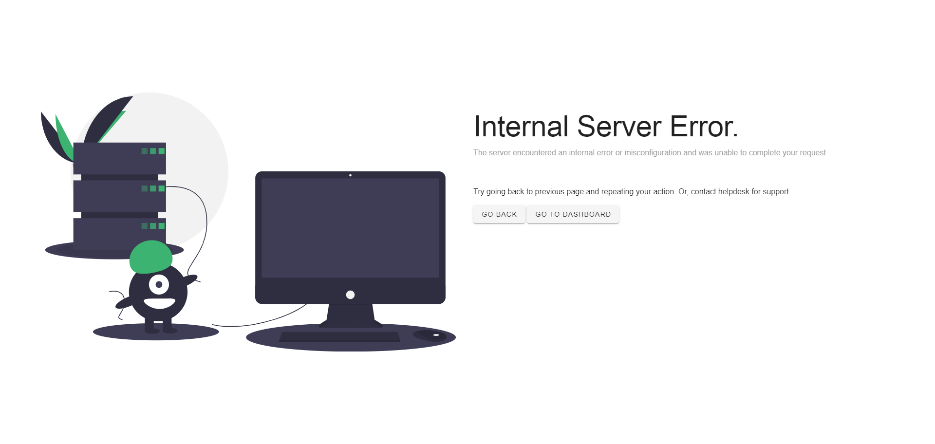 Internal Server Error.
The server encountered an internal error or misconfiguration and was unable to complete your request
Try going back to previous page and repeating your action. Or, contact helpdesk for support
GO BACK
GO TO DASHBOARD